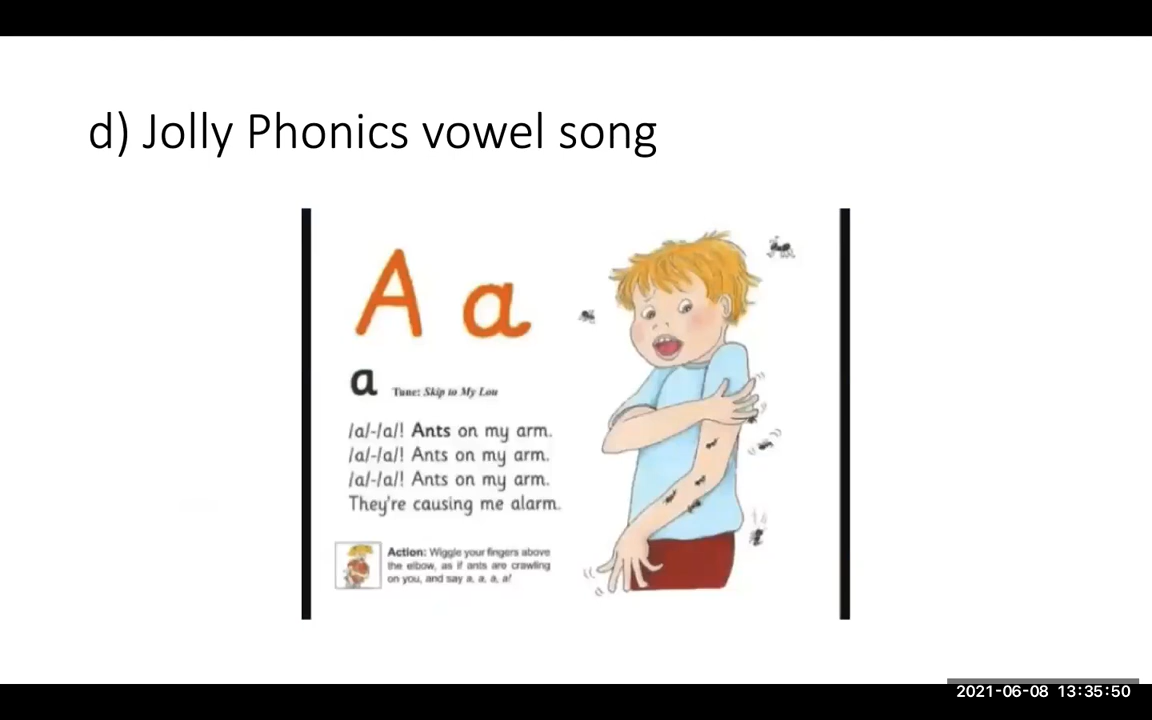 d) Jolly Phonics vowel song
A a
a Tune: Skip to My Lou
/a/-/a/! Ants on my arm.
/a/-/a/! Ants on my arm.
/a/-/a/! Ants on my arm.
They're causing me alarm.
Action: Wiggle your fingers above
the elbow, as if ants are crawling
on you, and say a, a, a, a!
2021-06-08 13:35:50